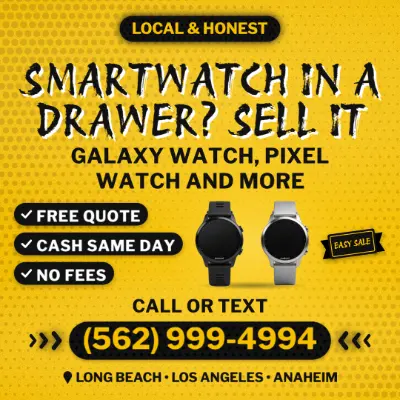 LOCAL & HONEST
SMARTWATCH IN A
DRAWER? SELL IT
GALAXY WATCH, PIXEL
WATCH AND MORE
FREE QUOTE
CASH SAME DAY
NO FEES
EASY SALE
CALL OR TEXT
(562) 999-4994
LONG BEACH • LOS ANGELES • ANAHEIM